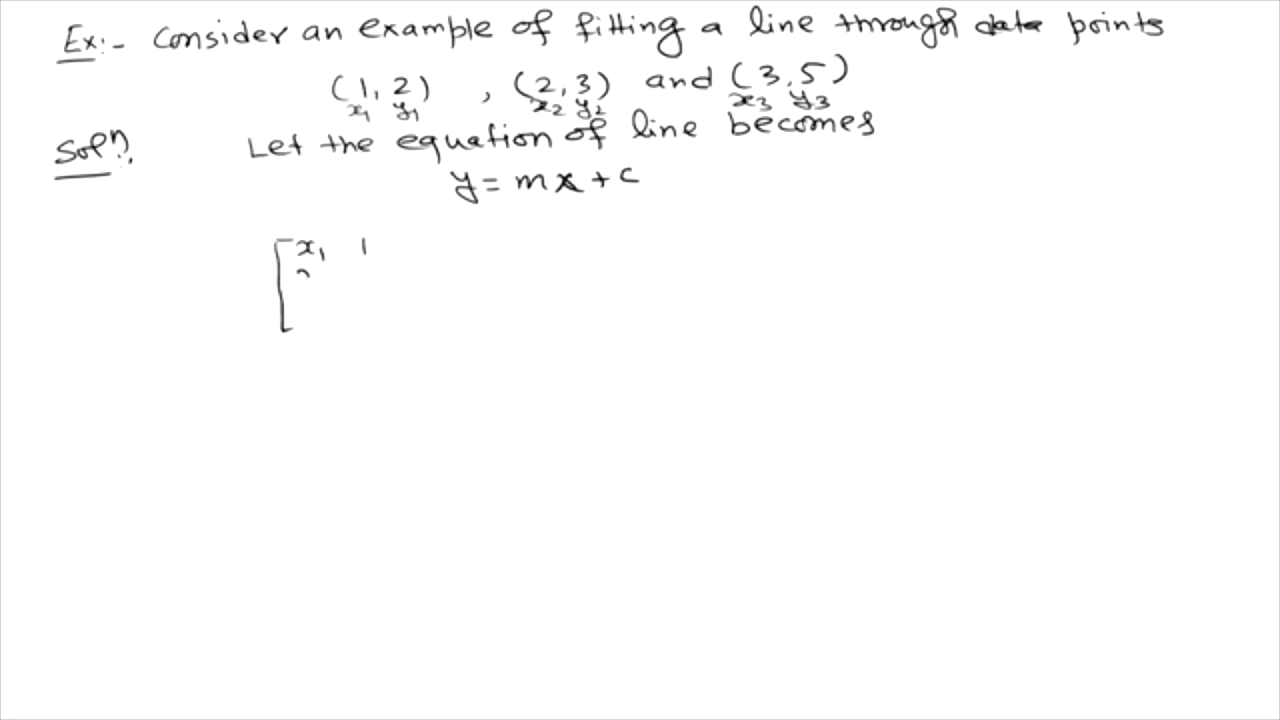 Ex:- Consider an example of fitting a line through data points
(1, 2) , (2, 3) and (3, 5)
x1 y1 x2 y2 x3 y3
Solⁿ:. Let the equation of line becomes
y = mx + c
[x1 1